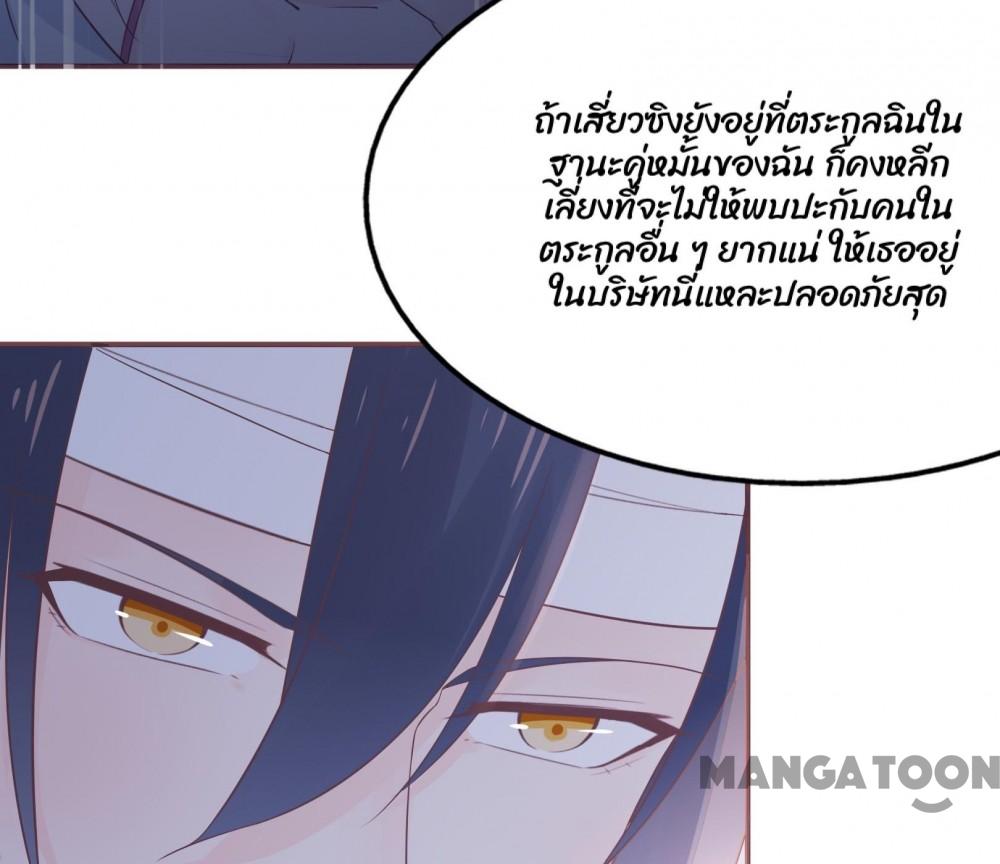 ถ้าเสี่ยวซิงยังอยู่ที่ตระกูลฉินใน
ฐานะคู่หมั้นของฉัน ก็คงหลีก
เลี่ยงที่จะไม่ให้พบปะกับคนใน
ตระกูลอื่น ๆ ยากแน่ ให้เธออยู่
ในบริษัทนี่แหละปลอดภัยสุด
MANGATOON